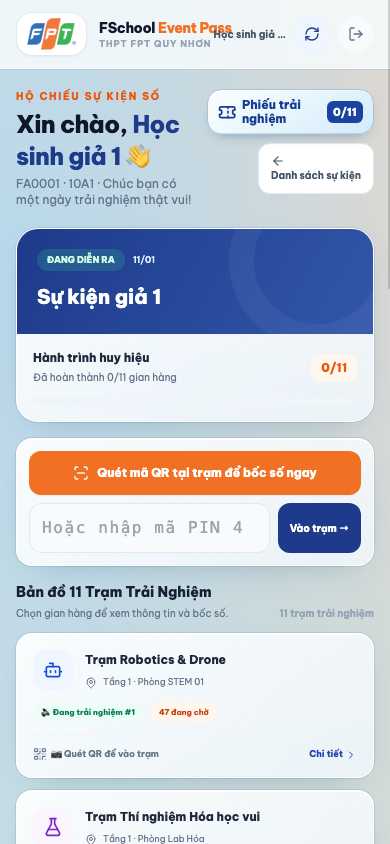 FPT
FSchool Event Pass
Học sinh giả ...
THPT FPT QUY NHƠN
HỘ CHIẾU SỰ KIỆN SỐ
Xin chào, Học
sinh giả 1 👋
FA0001 · 10A1 · Chúc bạn có
một ngày trải nghiệm thật vui!
Phiếu trải
nghiệm
0/11
←
Danh sách sự kiện
ĐANG DIỄN RA
11/01
Sự kiện giả 1
Hành trình huy hiệu
Đã hoàn thành 0/11 gian hàng
0/11
Quét mã QR tại trạm để bốc số ngay
Hoặc nhập mã PIN 4
Vào trạm →
Bản đồ 11 Trạm Trải Nghiệm
Chọn gian hàng để xem thông tin và bốc số.
11 trạm trải nghiệm
Trạm Robotics & Drone
Tầng 1 · Phòng STEM 01
Đang trải nghiệm #1
47 đang chờ
📷 Quét QR để vào trạm
Chi tiết
Trạm Thí nghiệm Hóa học vui
Tầng 1 · Phòng Lab Hóa